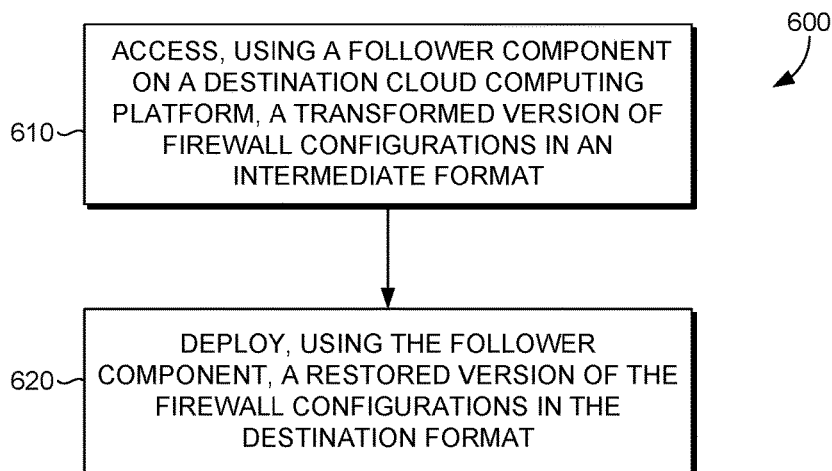 600
ACCESS, USING A FOLLOWER COMPONENT
ON A DESTINATION CLOUD COMPUTING
PLATFORM, A TRANSFORMED VERSION OF
FIREWALL CONFIGURATIONS IN AN
INTERMEDIATE FORMAT
610
DEPLOY, USING THE FOLLOWER
COMPONENT, A RESTORED VERSION OF THE
FIREWALL CONFIGURATIONS IN THE
DESTINATION FORMAT
620